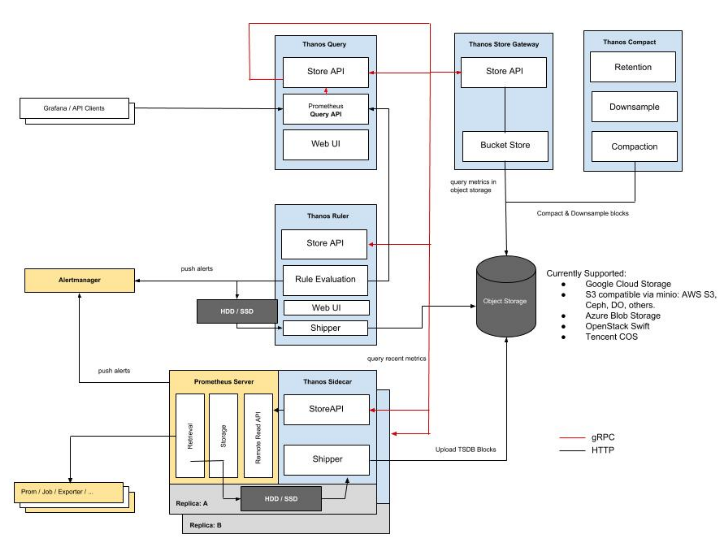 Thanos Query
Store API
Prometheus
Query API
Web UI
Thanos Store Gateway
Store API
Bucket Store
Thanos Compact
Retention
Downsample
Compaction
Grafana / API Clients
query metrics in
object storage
Compact & Downsample blocks
Thanos Ruler
Store API
Rule Evaluation
Web UI
Shipper
push alerts
Alertmanager
HDD / SSD
Object Storage
Currently Supported:
● Google Cloud Storage
● S3 compatible via minio: AWS S3,
Ceph, DO, others.
● Azure Blob Storage
● OpenStack Swift
● Tencent COS
query recent metrics
push alerts
Prometheus Server
Retrieval
Storage
Remote Read API
Thanos Sidecar
StoreAPI
Shipper
Upload TSDB Blocks
gRPC
HTTP
Prom / Job / Exporter / ...
HDD / SSD
Replica: A
Replica: B